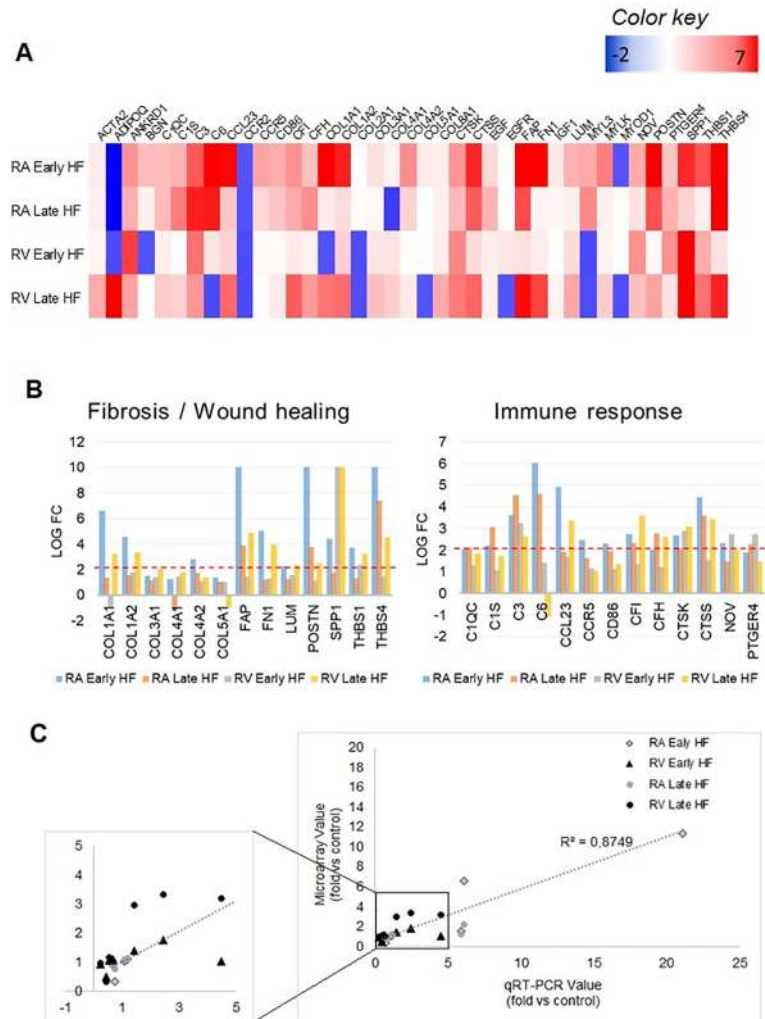 Color key
-2 7
A
ACTA2 ADIPOQ ANKRD1 BGN C1QC C1S C3 C6 CCL23 CCR2 CCR5 CD86 CFI CFH COL1A1 COL1A2 COL2A1 COL3A1 COL4A1 COL4A2 COL5A1 COL8A1 CTSK CTSS EGF EGFR FAP FN1 IGF1 LUM MYL3 MYLK MYOD1 NOV POSTN PTGER4 SPP1 THBS1 THBS4
RA Early HF
RA Late HF
RV Early HF
RV Late HF
B
Fibrosis / Wound healing
LOG FC
12
10
8
6
4
2
0
-2
COL1A1 COL1A2 COL3A1 COL4A1 COL4A2 COL5A1 FAP FN1 LUM POSTN SPP1 THBS1 THBS4
RA Early HF RA Late HF RV Early HF RV Late HF
Immune response
LOG FC
7
6
5
4
3
2
1
0
-1
-2
C1QC C1S C3 C6 CCL23 CCR5 CD86 CFI CFH CTSK CTSS NOV PTGER4
RA Early HF RA Late HF RV Early HF RV Late HF
C
5
4
3
2
1
0
-1 1 3 5
Microarray Value
(fold vs control)
20
18
16
14
12
10
8
6
4
2
0
0 5 10 15 20 25
qRT-PCR Value
(fold vs control)
R² = 0,8749
RA Ealy HF
RV Early HF
RA Late HF
RV Late HF